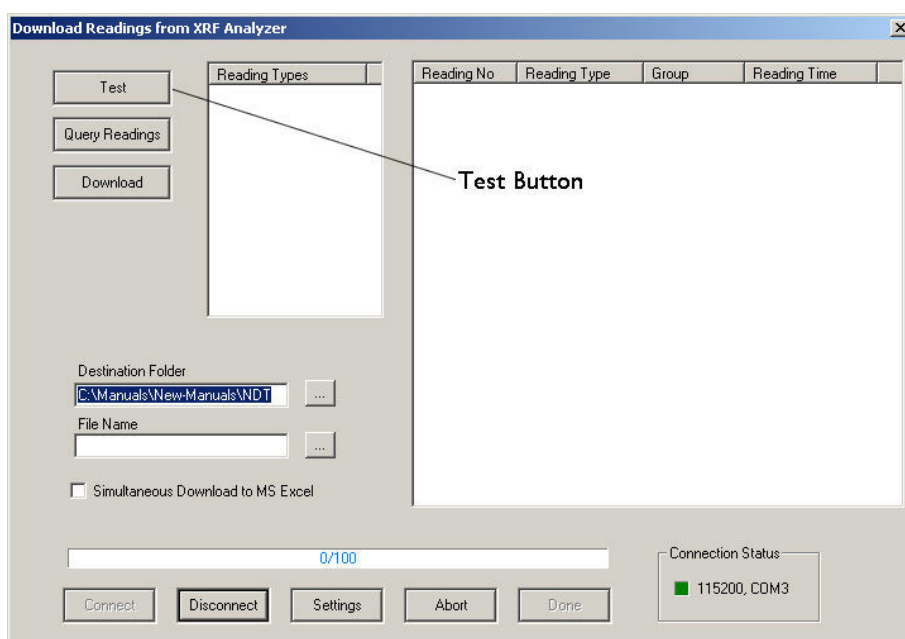 Download Readings from XRF Analyzer
Test
Query Readings
Download
Reading Types
Reading No Reading Type Group Reading Time
Test Button
Destination Folder
C:\Manuals\New-Manuals\NDT
...
File Name
...
Simultaneous Download to MS Excel
0/100
Connection Status
115200, COM3
Connect Disconnect Settings Abort Done